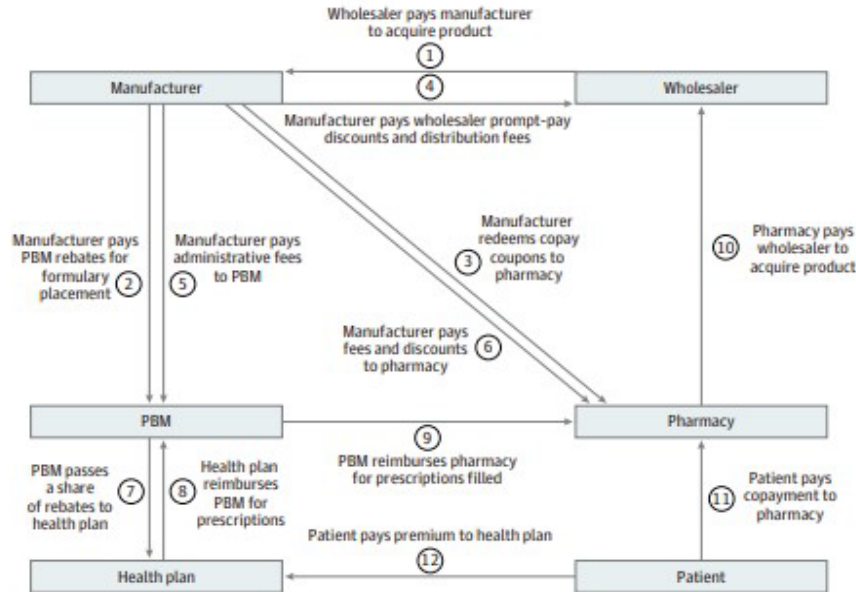 Wholesaler pays manufacturer
to acquire product
1
Manufacturer
4
Wholesaler
Manufacturer pays wholesaler prompt-pay
discounts and distribution fees
Manufacturer pays
PBM rebates for
formulary
placement
2
Manufacturer pays
administrative fees
to PBM
5
Manufacturer
redeems copay
coupons to
pharmacy
3
Pharmacy pays
wholesaler to
acquire product
10
Manufacturer pays
fees and discounts
to pharmacy
6
PBM
Pharmacy
9
PBM reimburses pharmacy
for prescriptions filled
PBM passes
a share
of rebates to
health plan
7
8
Health plan
reimburses
PBM for
prescriptions
11
Patient pays
copayment to
pharmacy
Patient pays premium to health plan
12
Health plan
Patient